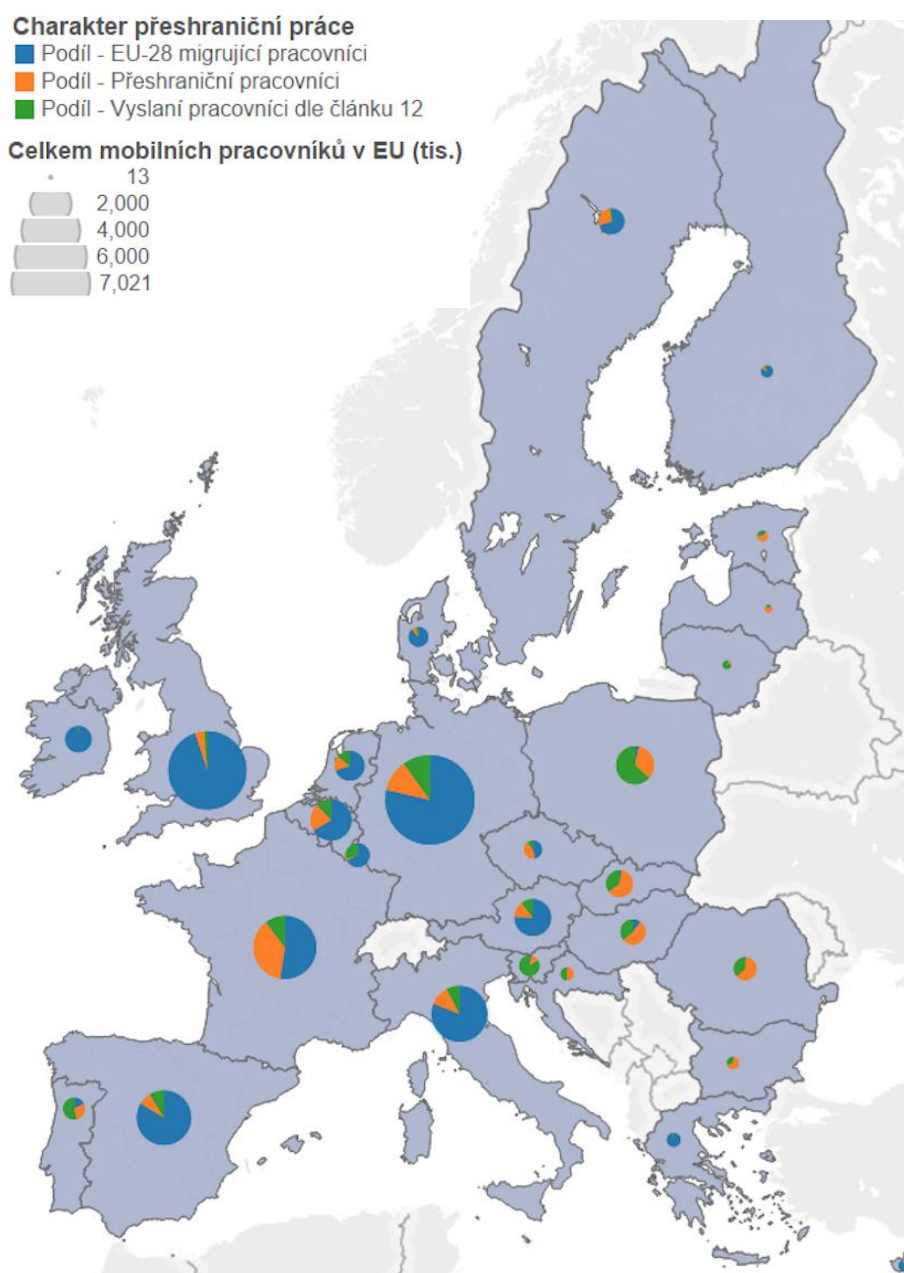 Charakter přeshraniční práce
Podíl - EU-28 migrující pracovníci
Podíl - Přeshraniční pracovníci
Podíl - Vyslaní pracovníci dle článku 12
Celkem mobilních pracovníků v EU (tis.)
13
2,000
4,000
6,000
7,021